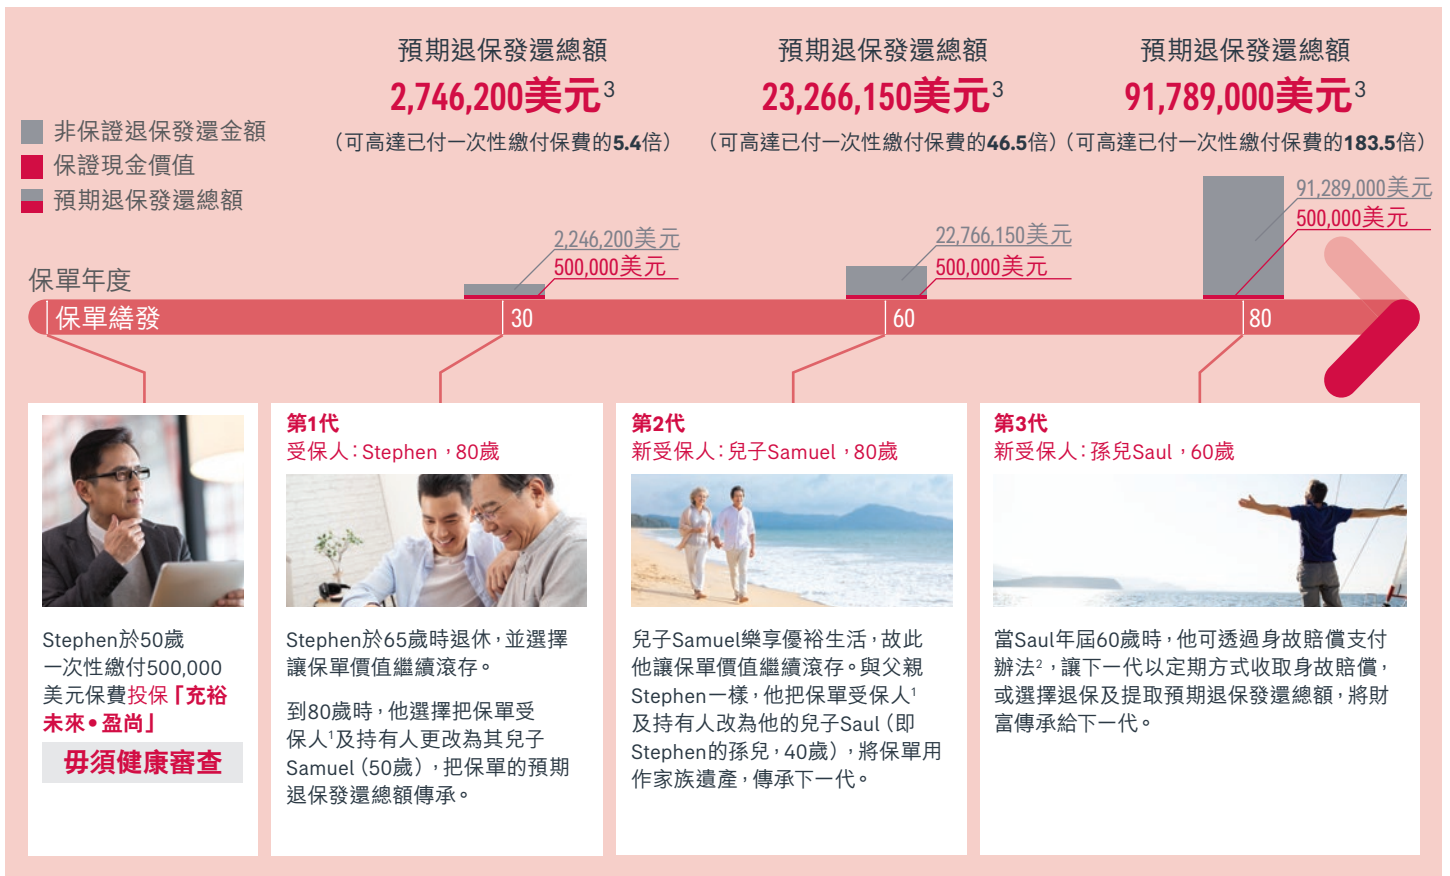 預期退保發還總額
2,746,200美元3
（可高達已付一次性繳付保費的5.4倍）
預期退保發還總額
23,266,150美元3
（可高達已付一次性繳付保費的46.5倍）
預期退保發還總額
91,789,000美元3
（可高達已付一次性繳付保費的183.5倍）
非保證退保發還金額
保證現金價值
預期退保發還總額
2,246,200美元
500,000美元
22,766,150美元
500,000美元
91,289,000美元
500,000美元
保單年度
保單繕發
30
60
80
Stephen於50歲
一次性繳付500,000
美元保費投保「充裕
未來•盈尚」
毋須健康審查
第1代
受保人：Stephen，80歲
Stephen於65歲時退休，並選擇
讓保單價值繼續滾存。
到80歲時，他選擇把保單受
保人1及持有人更改為其兒子
Samuel（50歲），把保單的預期
退保發還總額傳承。
第2代
新受保人：兒子Samuel，80歲
兒子Samuel樂享優裕生活，故此
他讓保單價值繼續滾存。與父親
Stephen一樣，他把保單受保人1
及持有人改為他的兒子Saul（即
Stephen的孫兒，40歲），將保單用
作家族遺產，傳承下一代。
第3代
新受保人：孫兒Saul，60歲
當Saul年屆60歲時，他可透過身故賠償支付
辦法2，讓下一代以定期方式收取身故賠償，
或選擇退保及提取預期退保發還總額，將財
富傳承給下一代。